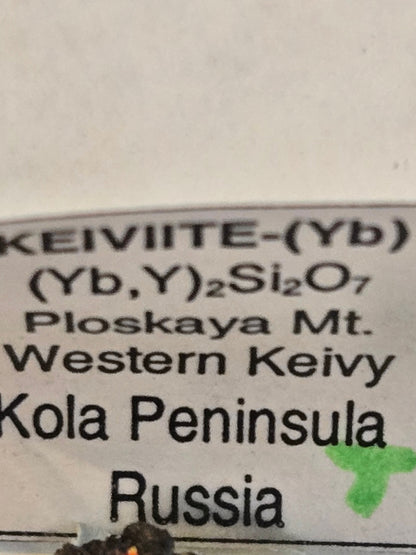 KEIVIITE-(Yb)
(Yb,Y)₂Si₂O₇
Ploskaya Mt.
Western Keivy
Kola Peninsula
Russia